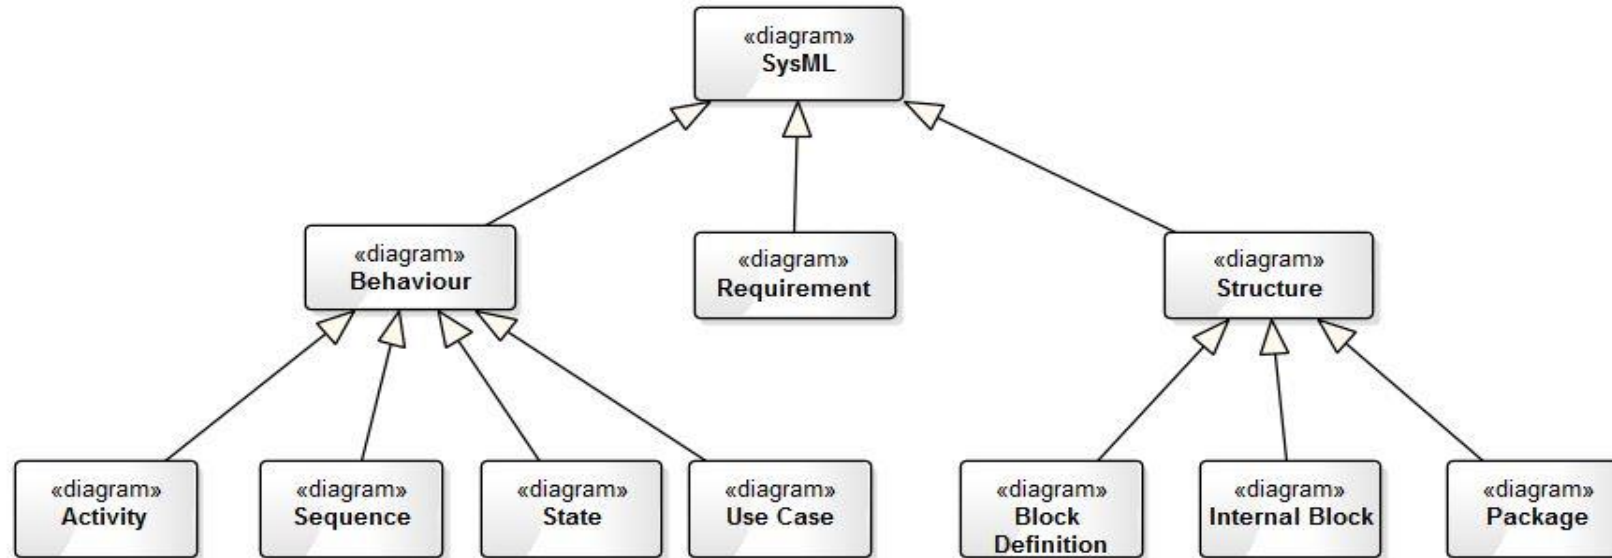 «diagram»
SysML
«diagram»
Behaviour
«diagram»
Requirement
«diagram»
Structure
«diagram»
Activity
«diagram»
Sequence
«diagram»
State
«diagram»
Use Case
«diagram»
Block
Definition
«diagram»
Internal Block
«diagram»
Package